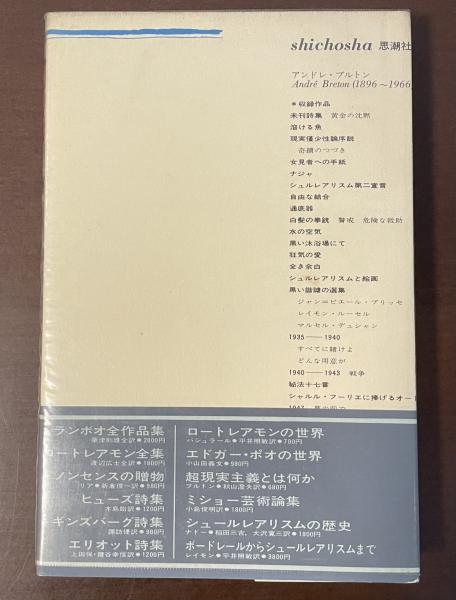 shichosha 思潮社
アンドレ・ブルトン
André Breton (1896〜1966
●収録作品
未刊詩集 黄金の沈黙
溶ける魚
現実僅少性論序説
奇蹟のつづき
女見者への手紙
ナジャ
シュルレアリスム第二宣言
自由な結合
通底器
白髪の拳銃 警戒 危険な救助
水の空気
黒い沐浴場にて
狂気の愛
全き余白
シュルレアリスムと絵画
黒い諧謔の選集
ジャン=ピエール・ブリッセ
レイモン・ルーセル
マルセル・デュシャン
1935──1940
すべてに賭けよ
どんな用意が
1940──1943 戦争
秘法十七番
シャルル・フーリエに捧げるオー
ランボオ全作品集
粟津則雄全訳●2800円
ロートレアモン全集
渡辺広士全訳●1800円
ノンセンスの贈物
リア●新倉俊一訳●980円
ヒューズ詩集
木島始訳●1200円
ギンズバーグ詩集
諏訪優訳●980円
エリオット詩集
上田保・鍵谷幸信訳●1200円
ロートレアモンの世界
バシュラール●平井照敏訳●780円
エドガー・ポオの世界
小山田義文●980円
超現実主義とは何か
ブルトン●秋山澄夫訳●680円
ミショー芸術論集
小島俊明訳●1800円
シュールレアリスムの歴史
ナドー●稲田三吉、大沢寛三訳●1800円
ボードレールからシュールレアリスムまで
レイモン●平井照敏訳●3800円